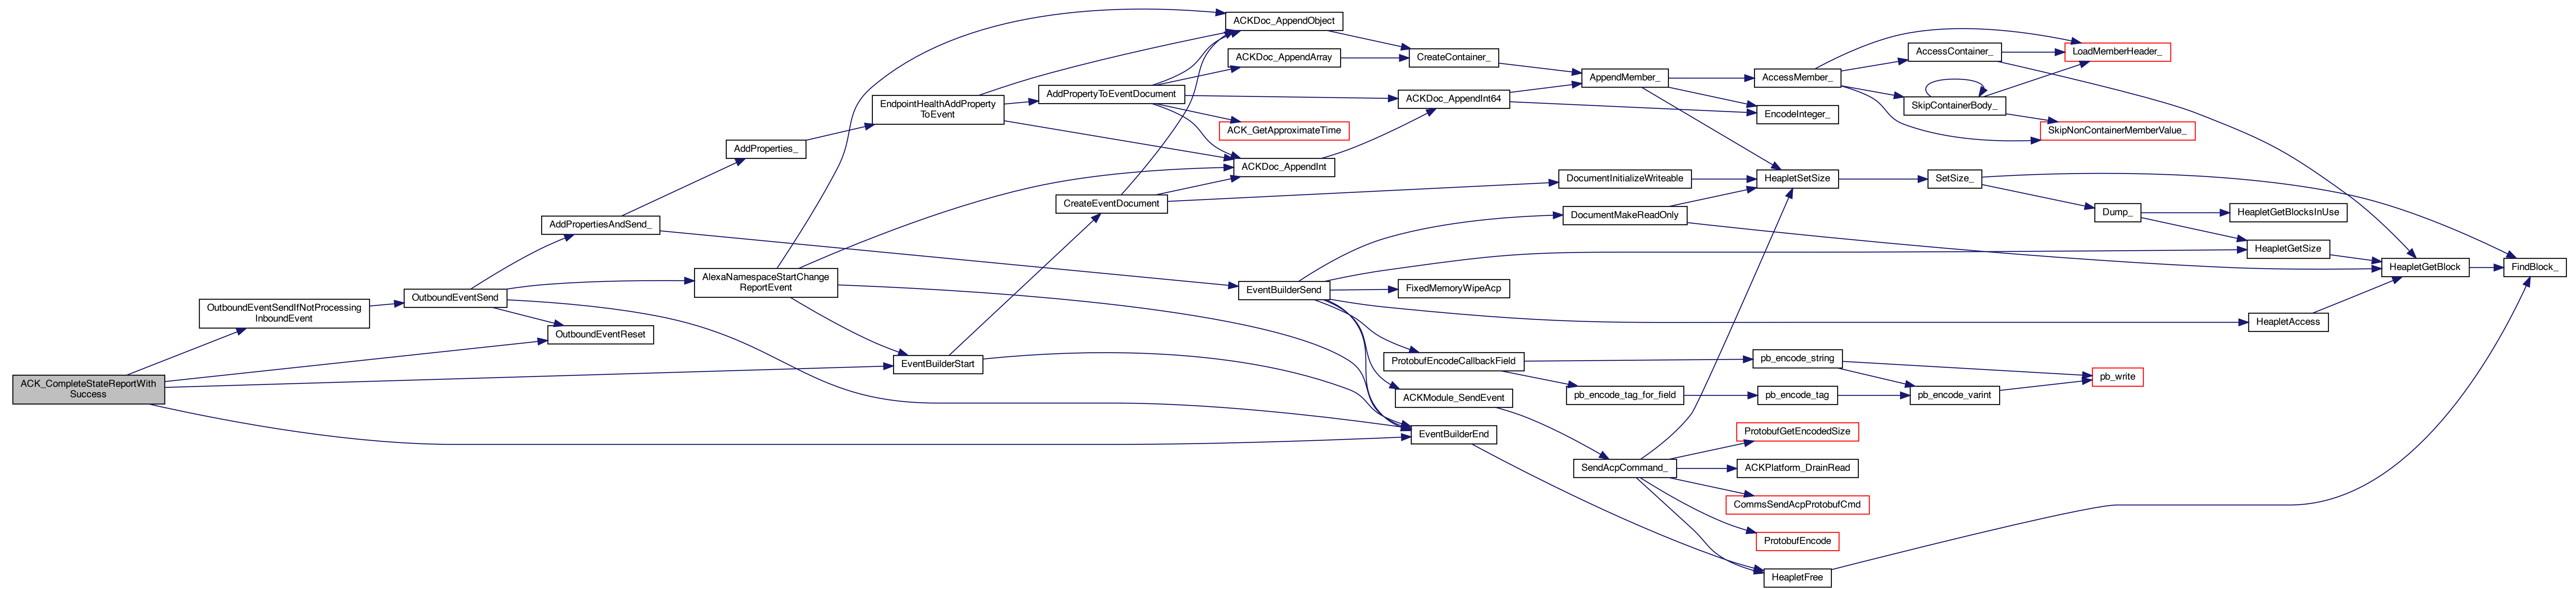 ACK_CompleteStateReportWith
Success
OutboundEventSendIfNotProcessing
InboundEvent
OutboundEventSend
AddPropertiesAndSend_
OutboundEventReset
AddProperties_
AlexaNamespaceStartChange
ReportEvent
EndpointHealthAddProperty
ToEvent
EventBuilderStart
AddPropertyToEventDocument
CreateEventDocument
ACKDoc_AppendObject
ACKDoc_AppendArray
ACK_GetApproximateTime
ACKDoc_AppendInt
EventBuilderSend
CreateContainer_
ACKDoc_AppendInt64
FixedMemoryWipeAcp
ProtobufEncodeCallbackField
ACKModule_SendEvent
EventBuilderEnd
AppendMember_
DocumentInitializeWriteable
DocumentMakeReadOnly
pb_encode_tag_for_field
SendAcpCommand_
AccessMember_
EncodeInteger_
HeapletSetSize
pb_encode_string
pb_encode_tag
ProtobufGetEncodedSize
ACKPlatform_DrainRead
CommsSendAcpProtobufCmd
ProtobufEncode
HeapletFree
AccessContainer_
SkipContainerBody_
SetSize_
pb_encode_varint
LoadMemberHeader_
SkipNonContainerMemberValue_
Dump_
pb_write
HeapletGetBlocksInUse
HeapletGetSize
HeapletAccess
HeapletGetBlock
FindBlock_